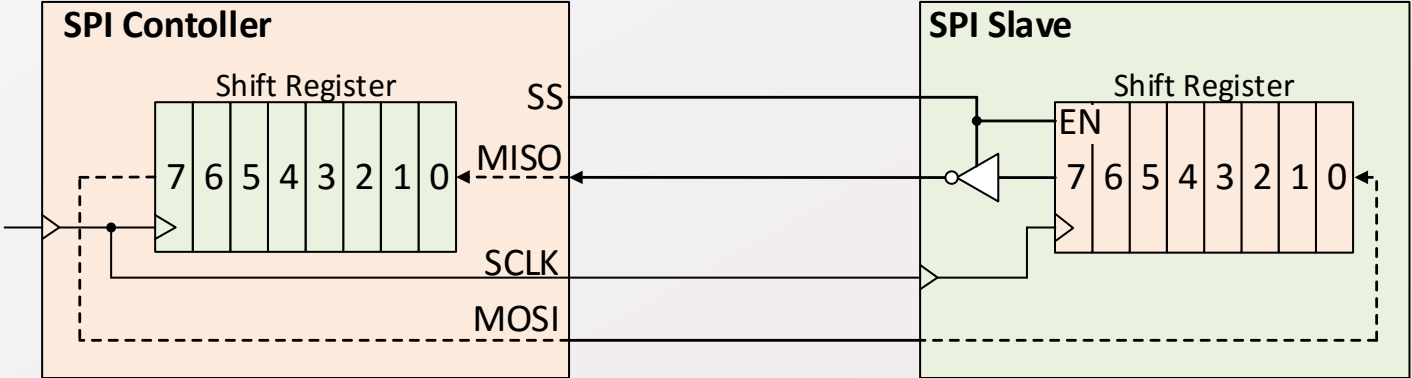 SPI Contoller
SPI Slave
Shift Register
Shift Register
SS
EN
MISO
7 6 5 4 3 2 1 0
7 6 5 4 3 2 1 0
SCLK
MOSI